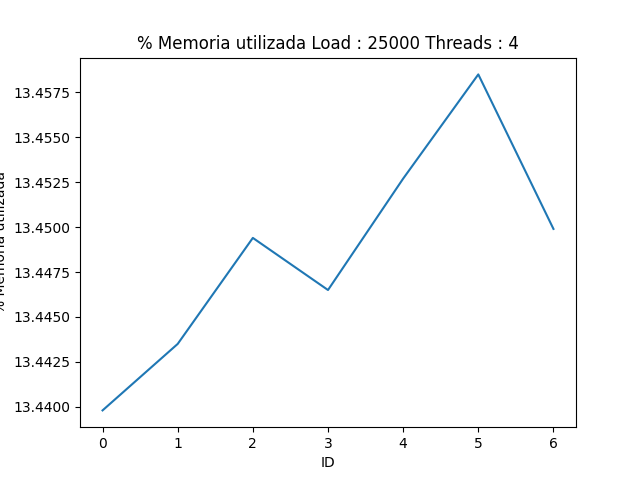 % Memoria utilizada Load : 25000 Threads : 4
13.4575
13.4550
13.4525
13.4500
13.4475
13.4450
13.4425
13.4400
% Memoria utilizada
0 1 2 3 4 5 6
ID